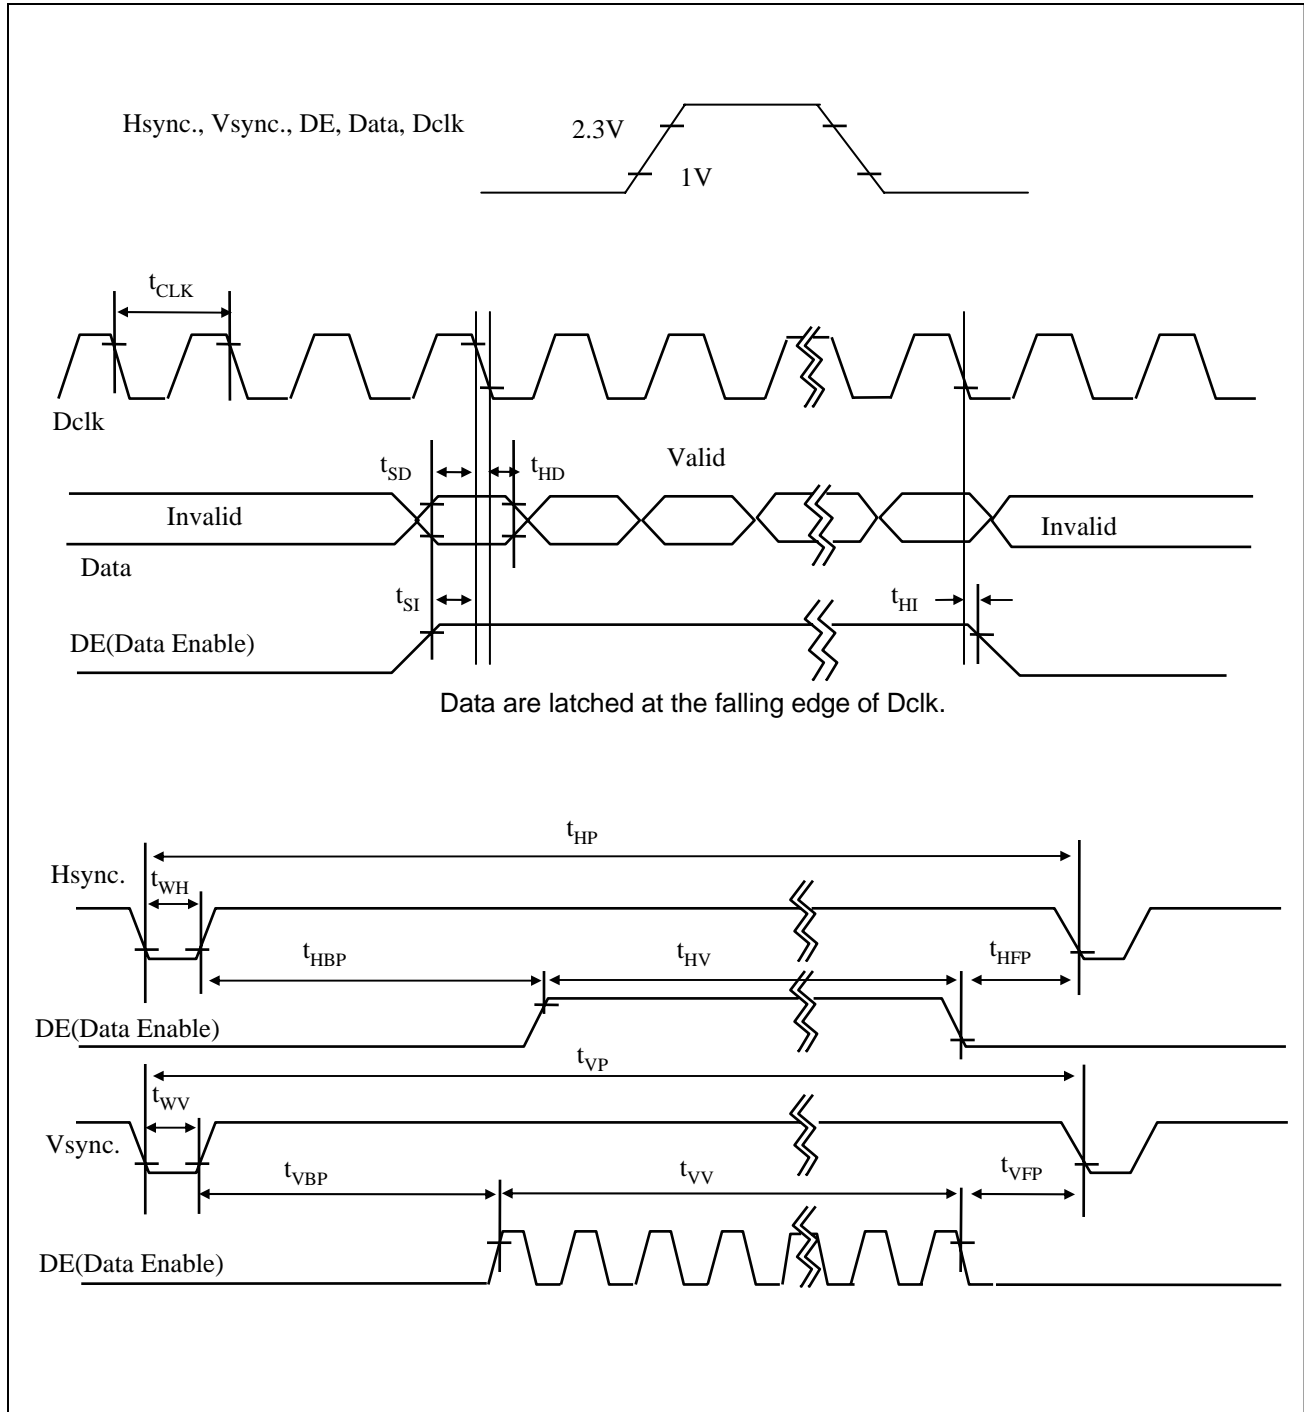 Hsync., Vsync., DE, Data, Dclk
2.3V
1V
tCLK
Dclk
tSD
tHD
Valid
Invalid
Invalid
Data
tSI
tHI
DE(Data Enable)
Data are latched at the falling edge of Dclk.
tHP
Hsync.
tWH
tHBP
tHV
tHFP
DE(Data Enable)
tVP
tWV
Vsync.
tVBP
tVV
tVFP
DE(Data Enable)